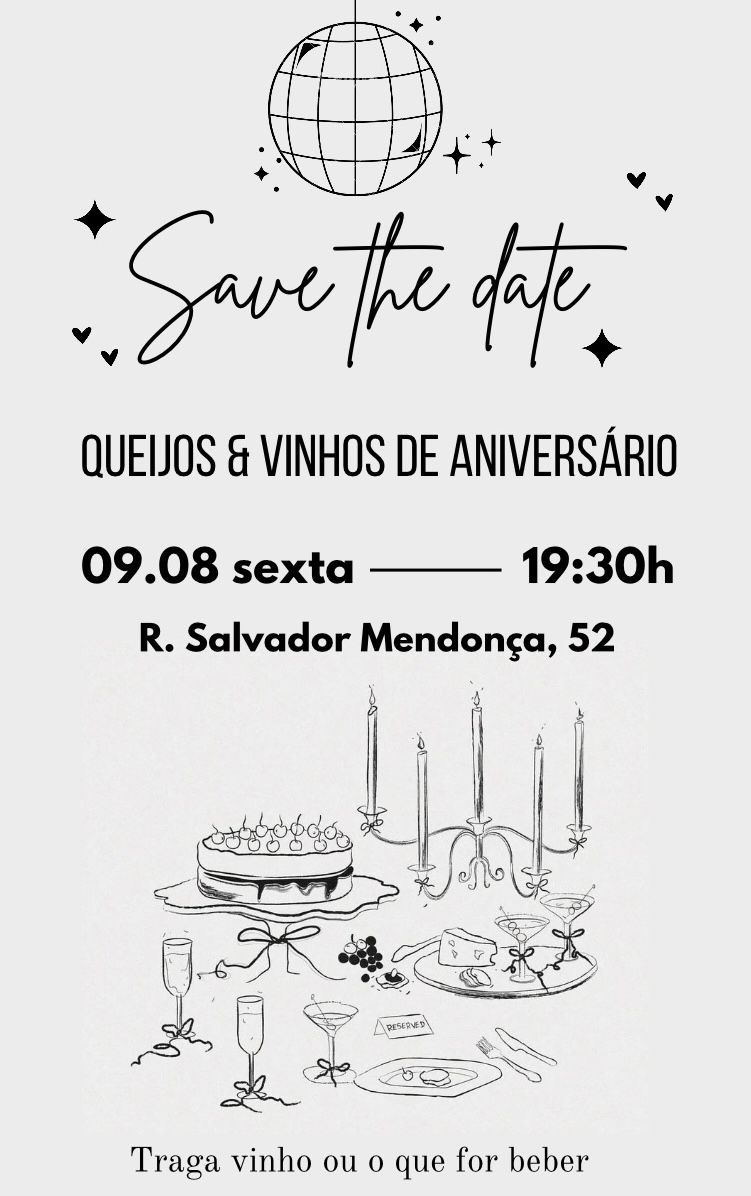 Save the date
QUEIJOS & VINHOS DE ANIVERSÁRIO
09.08 sexta — 19:30h
R. Salvador Mendonça, 52
RESERVED
Traga vinho ou o que for beber